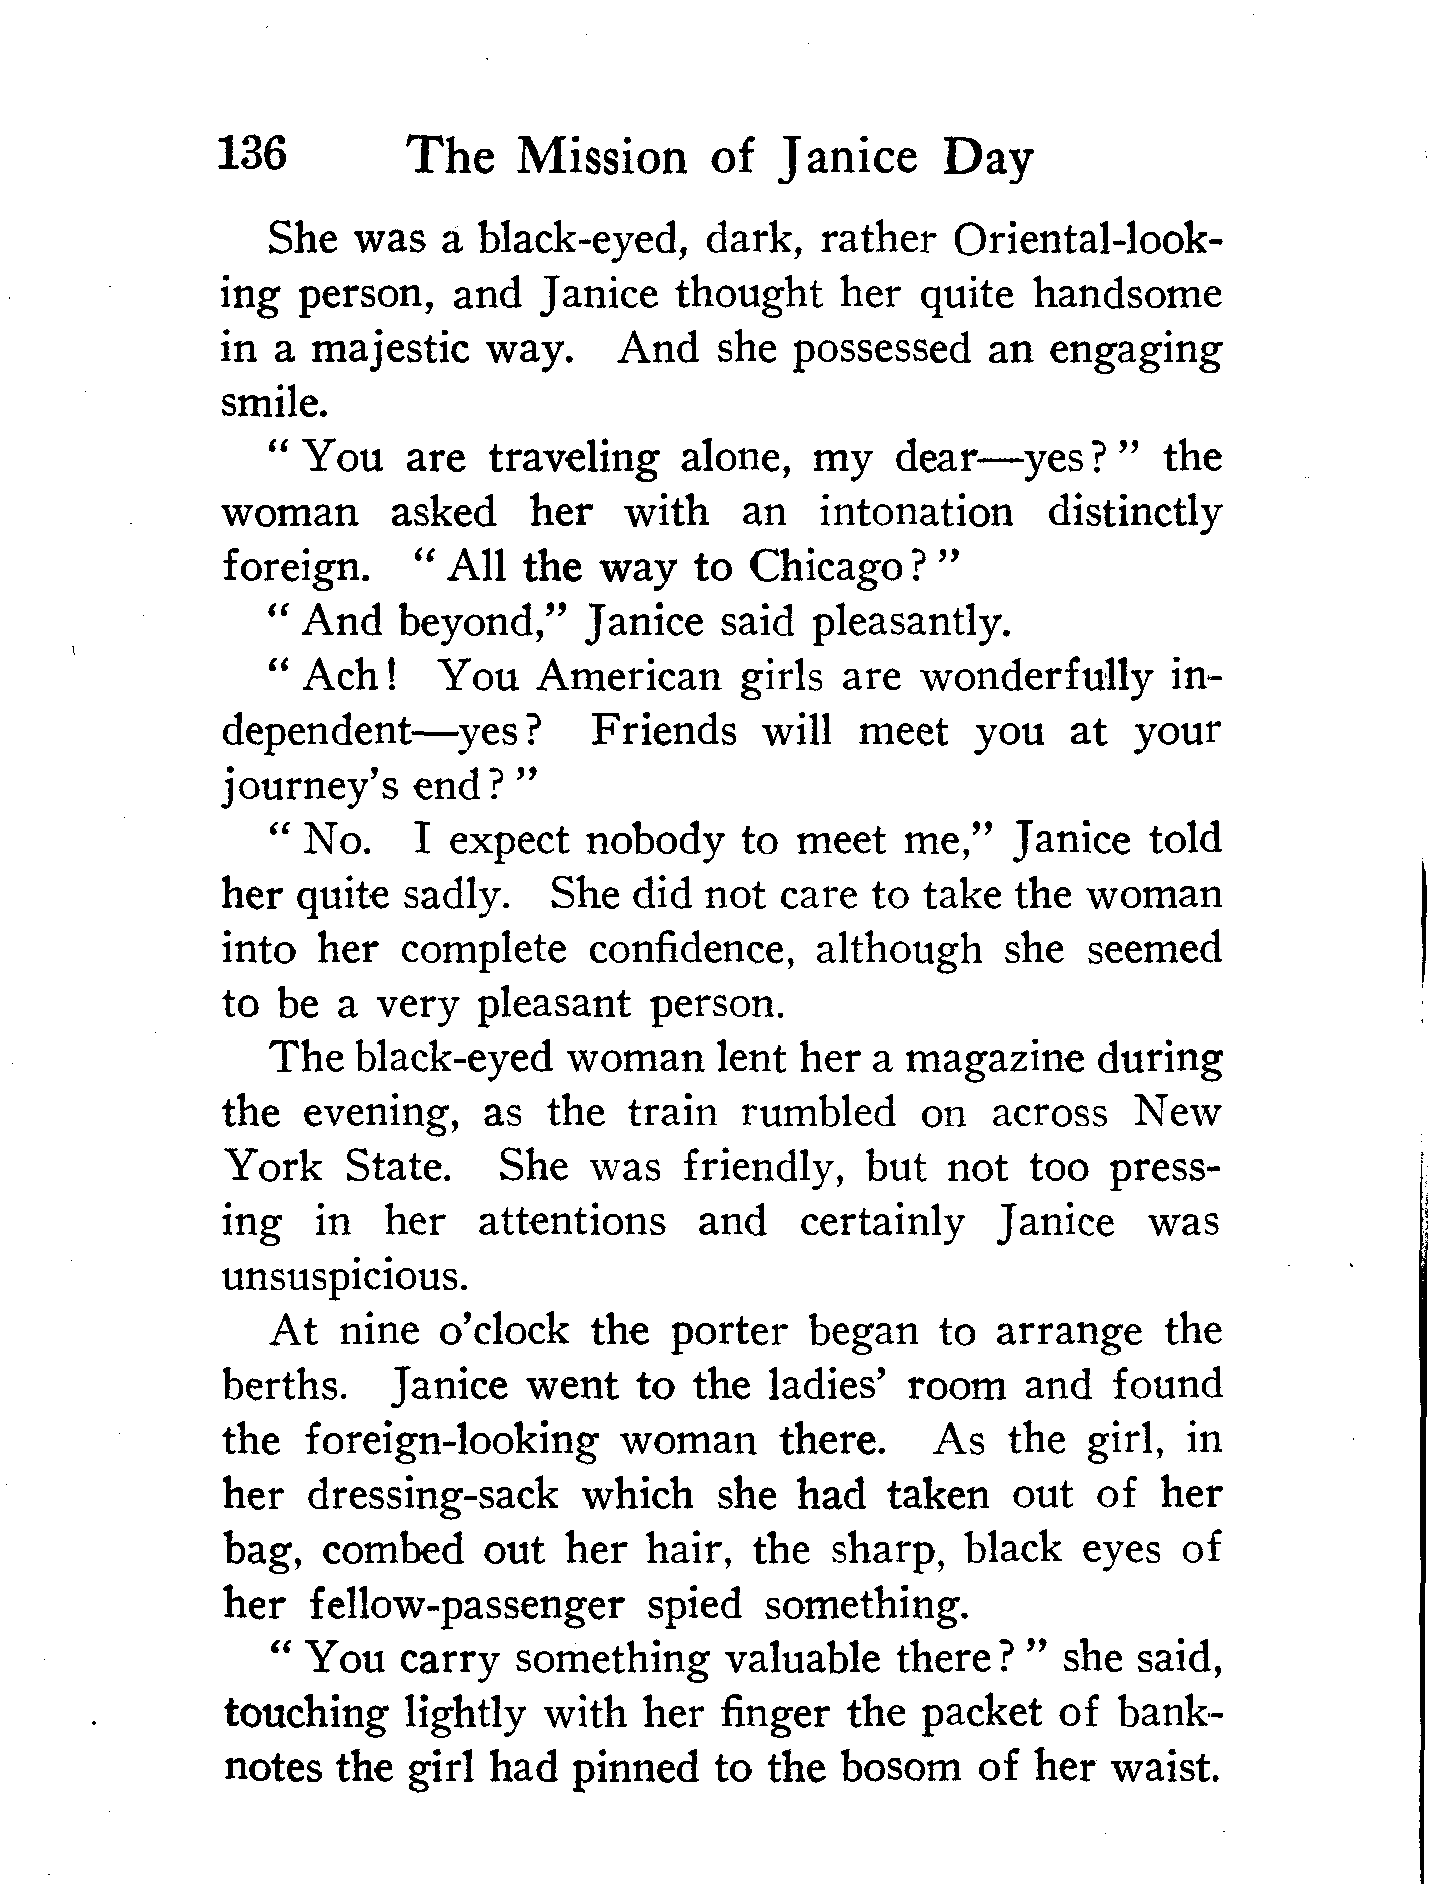 136 The Mission of Janice Day
She was a black-eyed, dark, rather Oriental-look-
ing person, and Janice thought her quite handsome
in a majestic way. And she possessed an engaging
smile.
" You are traveling alone, my dear—yes? " the
woman asked her with an intonation distinctly
foreign. " All the way to Chicago? "
" And beyond," Janice said pleasantly.
" Ach! You American girls are wonderfully in-
dependent—yes? Friends will meet you at your
journey's end? "
" No. I expect nobody to meet me," Janice told
her quite sadly. She did not care to take the woman
into her complete confidence, although she seemed
to be a very pleasant person.
The black-eyed woman lent her a magazine during
the evening, as the train rumbled on across New
York State. She was friendly, but not too press-
ing in her attentions and certainly Janice was
unsuspicious.
At nine o'clock the porter began to arrange the
berths. Janice went to the ladies' room and found
the foreign-looking woman there. As the girl, in
her dressing-sack which she had taken out of her
bag, combed out her hair, the sharp, black eyes of
her fellow-passenger spied something.
" You carry something valuable there? " she said,
touching lightly with her finger the packet of bank-
notes the girl had pinned to the bosom of her waist.